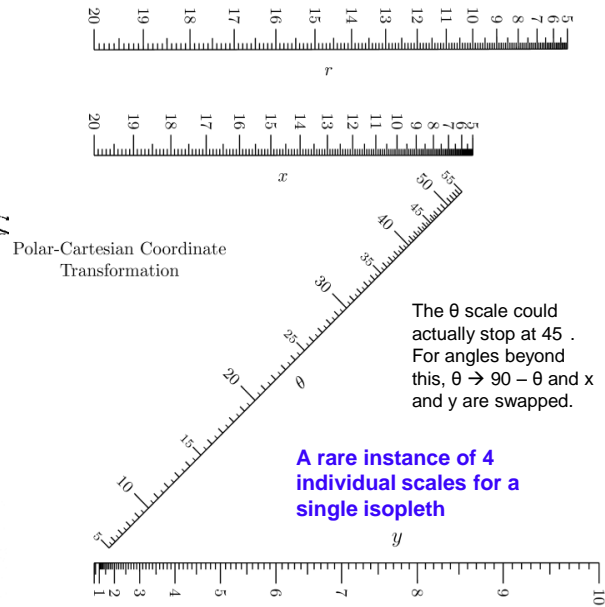 20 19 18 17 16 15 14 13 12 11 10 9 8 7 6 5
r
20 19 18 17 16 15 14 13 12 11 10 9 8 7 6 5
x
55
50
45
40
35
30
25
20
15
10
5
θ
Polar-Cartesian Coordinate
Transformation
The θ scale could
actually stop at 45 .
For angles beyond
this, θ → 90 – θ and x
and y are swapped.
A rare instance of 4
individual scales for a
single isopleth
y
1 2 3 4 5 6 7 8 9 10